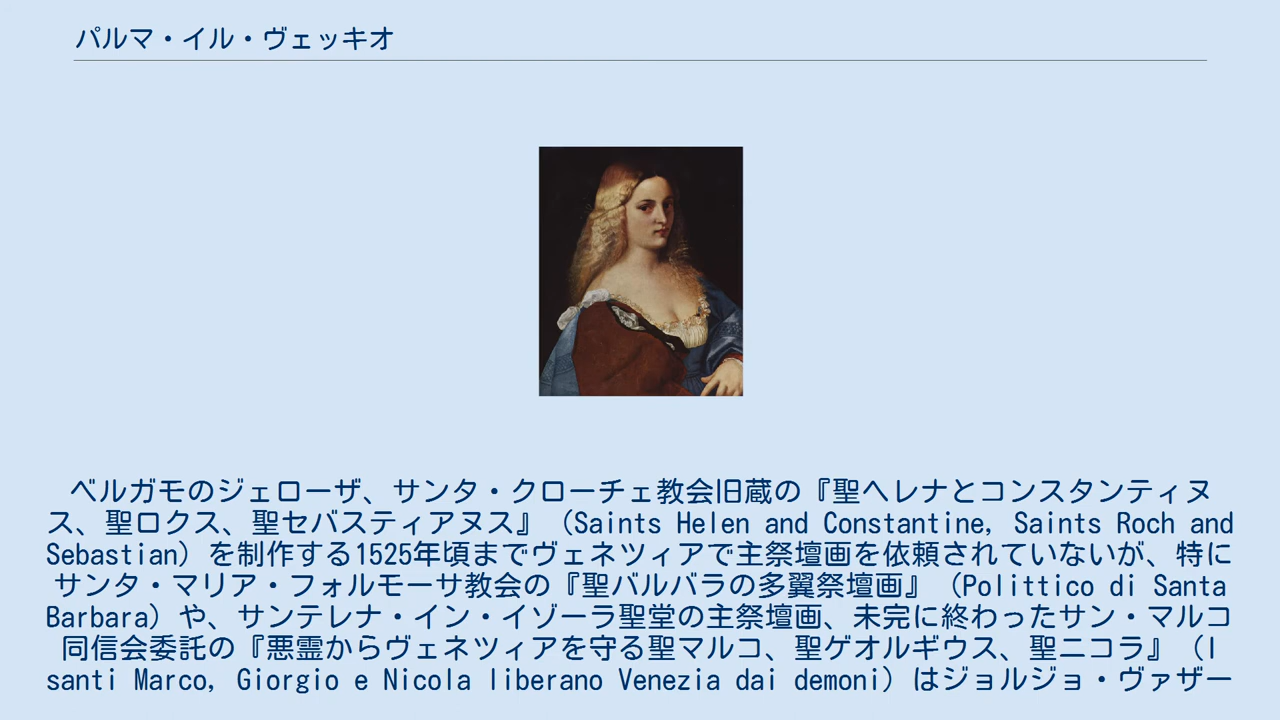 パルマ・イル・ヴェッキオ
ベルガモのジェローザ、サンタ・クローチェ教会旧蔵の『聖ヘレナとコンスタンティヌ
ス、聖ロクス、聖セバスティアヌス』（Saints Helen and Constantine, Saints Roch and
Sebastian）を制作する1525年頃までヴェネツィアで主祭壇画を依頼されていないが、特に
サンタ・マリア・フォルモーサ教会の『聖バルバラの多翼祭壇画』（Polittico di Santa
Barbara）や、サンテレナ・イン・イゾーラ聖堂の主祭壇画、未完に終わったサン・マルコ
同信会委託の『悪霊からヴェネツィアを守る聖マルコ、聖ゲオルギウス、聖ニコラ』（I
santi Marco, Giorgio e Nicola liberano Venezia dai demoni）はジョルジョ・ヴァザー